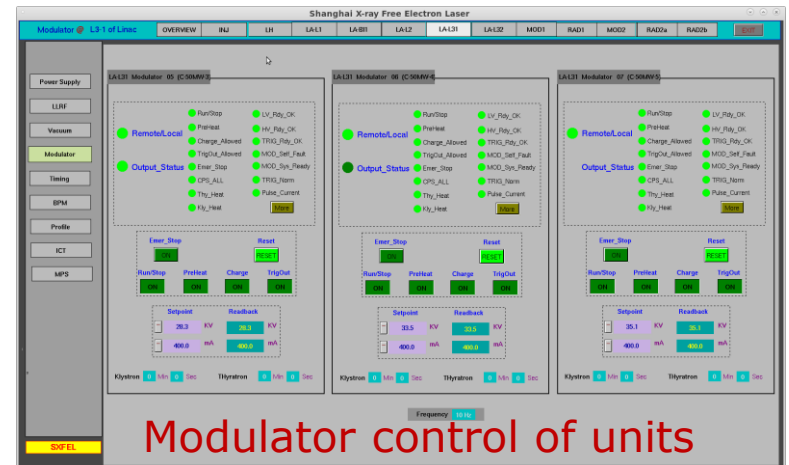 Shanghai X-ray Free Electron Laser
Modulator @ L3-1 of Linac OVERVIEW INJ LH LA-L1 LA-BI1 LA-L2 LA-L31 LA-L32 MOD1 RAD1 MOD2 RAD2a RAD2b EXIT
Power Supply
LLRF
Vacuum
Modulator
Timing
BPM
Profile
ICT
MPS
SXFEL
LA-L31 Modulator 05 (C-50MW-3)
Run/Stop LV_Rdy_OK
Remote/Local PreHeat HV_Rdy_OK
Charge_Allowed TRIG_Rdy_OK
TrigOut_Allowed MOD_Self_Fault
Output_Status Emer_Stop MOD_Sys_Ready
CPS_ALL TRIG_Norm
Thy_Heat Pulse_Current
Kly_Heat More
Emer_Stop Reset
ON RESET
Run/Stop PreHeat Charge TrigOut
ON ON ON ON
Setpoint Readback
28.3 KV 28.3 KV
400.0 mA 400.0 mA
Klystron 0 Min 0 Sec THyratron 0 Min 0 Sec
LA-L31 Modulator 06 (C-50MW-4)
Run/Stop LV_Rdy_OK
Remote/Local PreHeat HV_Rdy_OK
Charge_Allowed TRIG_Rdy_OK
TrigOut_Allowed MOD_Self_Fault
Output_Status Emer_Stop MOD_Sys_Ready
CPS_ALL TRIG_Norm
Thy_Heat Pulse_Current
Kly_Heat More
Emer_Stop Reset
ON RESET
Run/Stop PreHeat Charge TrigOut
ON ON ON ON
Setpoint Readback
33.5 KV 33.5 KV
400.0 mA 400.0 mA
Klystron 0 Min 0 Sec THyratron 0 Min 0 Sec
LA-L31 Modulator 07 (C-50MW-5)
Run/Stop LV_Rdy_OK
Remote/Local PreHeat HV_Rdy_OK
Charge_Allowed TRIG_Rdy_OK
TrigOut_Allowed MOD_Self_Fault
Output_Status Emer_Stop MOD_Sys_Ready
CPS_ALL TRIG_Norm
Thy_Heat Pulse_Current
Kly_Heat More
Emer_Stop Reset
ON RESET
Run/Stop PreHeat Charge TrigOut
ON ON ON ON
Setpoint Readback
35.1 KV 35.1 KV
400.0 mA 400.0 mA
Klystron 0 Min 0 Sec THyratron 0 Min 0 Sec
Frequency 10 Hz
Modulator control of units